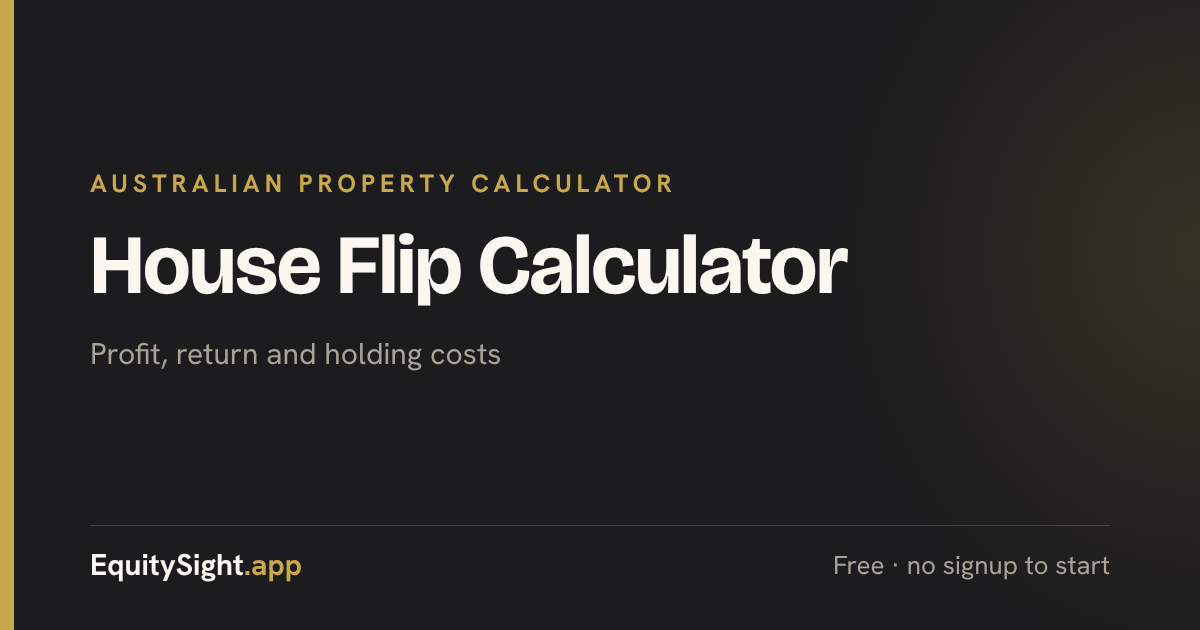 AUSTRALIAN PROPERTY CALCULATOR
House Flip Calculator
Profit, return and holding costs
EquitySight.app
Free · no signup to start